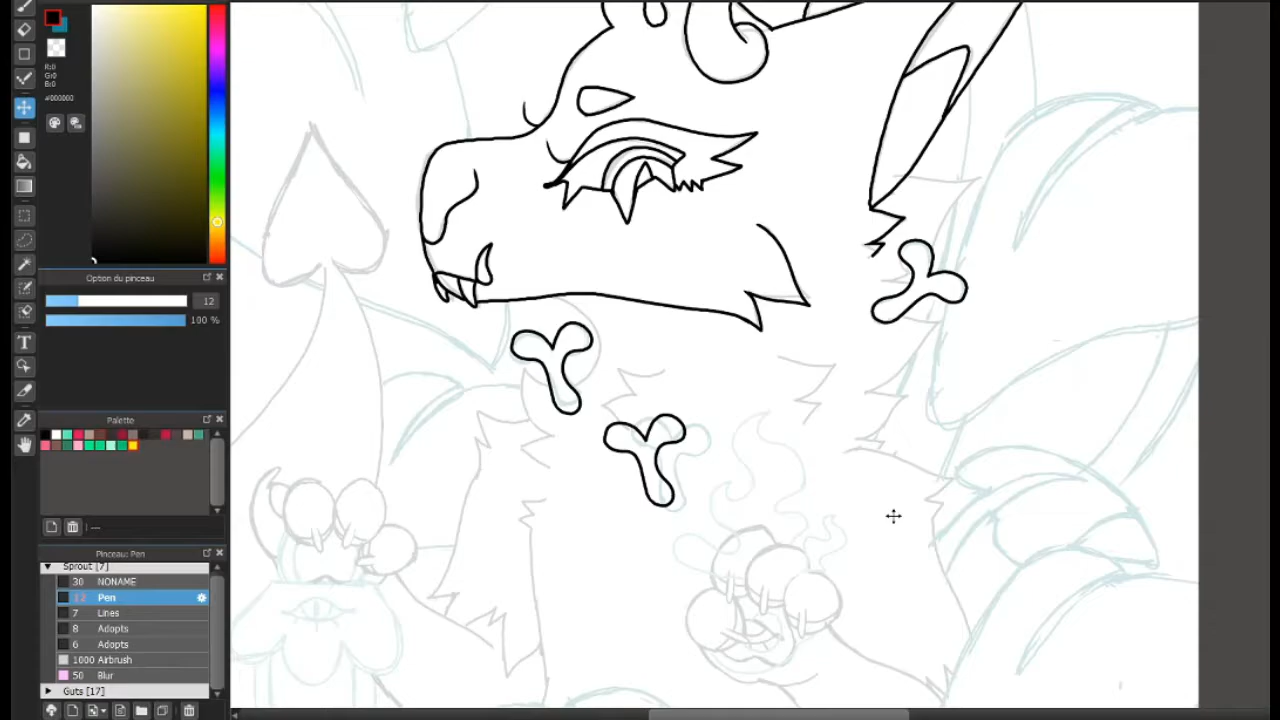 R:0
G:0
B:0
#000000
Option du pinceau
12
100 %
Palette
---
Pinceau: Pen
Sprout [7]
30 NONAME
12 Pen
7 Lines
8 Adopts
6 Adopts
1000 Airbrush
50 Blur
Guts [17]
T